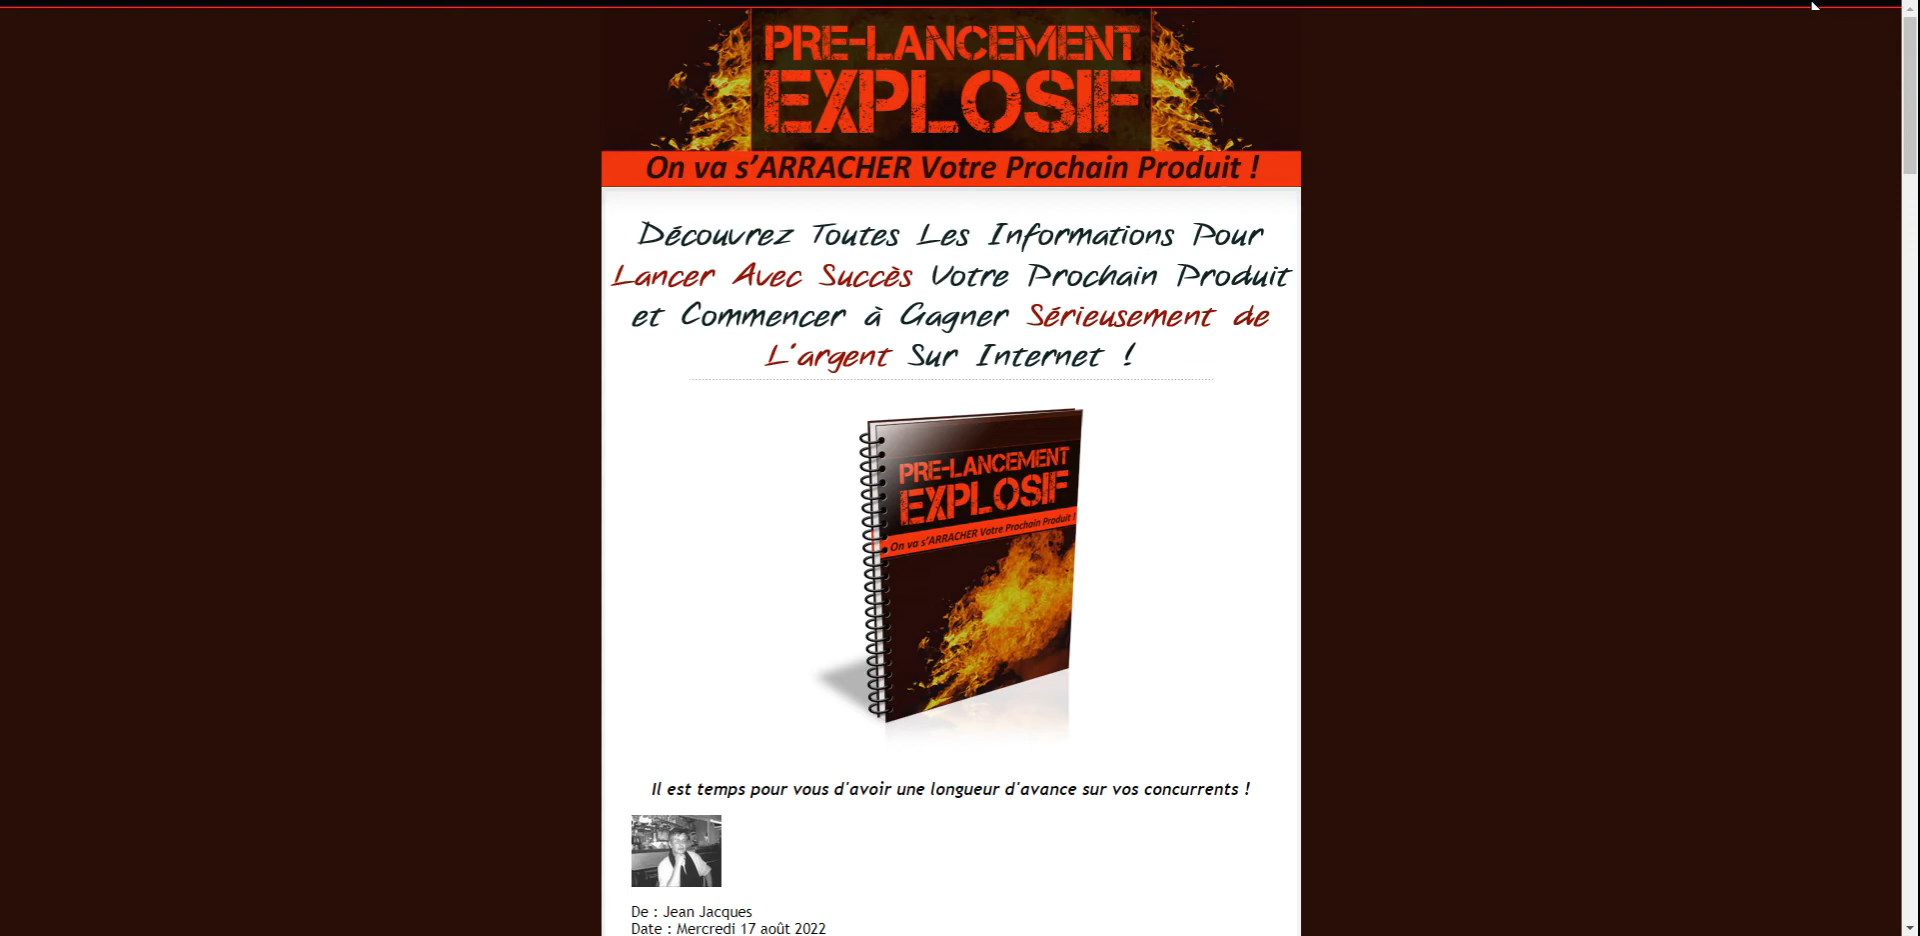 PRE-LANCEMENT
EXPLOSIF
On va s’ARRACHER Votre Prochain Produit !
Découvrez Toutes Les Informations Pour
Lancer Avec Succès Votre Prochain Produit
et Commencer à Gagner Sérieusement de
L'argent Sur Internet !
PRE-LANCEMENT
EXPLOSIF
On va s’ARRACHER Votre Prochain Produit !
Il est temps pour vous d'avoir une longueur d'avance sur vos concurrents !
De : Jean Jacques
Date : Mercredi 17 août 2022